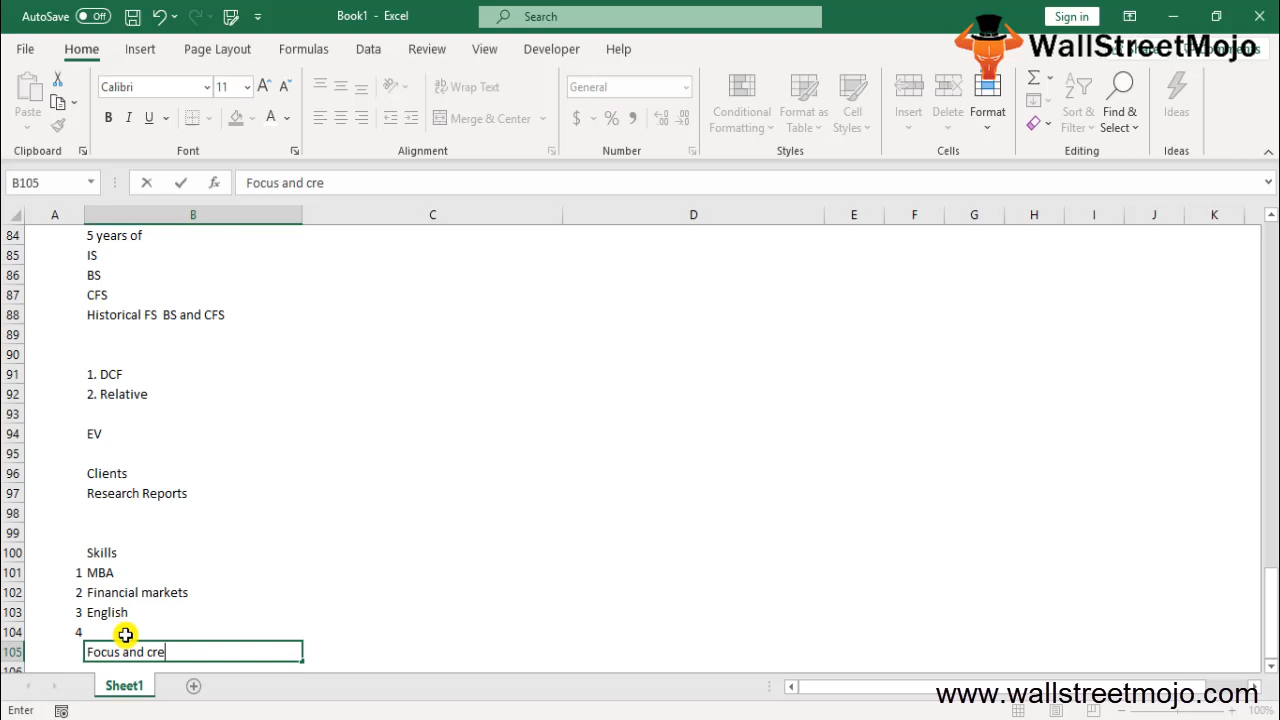 AutoSave Off Book1 - Excel Search Sign in
WallStreetMojo
File Home Insert Page Layout Formulas Data Review View Developer Help
Calibri 11 Wrap Text General
Paste Merge & Center $ % Conditional Formatting Format as Table Cell Styles Insert Delete Format Sort & Filter Find & Select Ideas
Clipboard Font Alignment Number Styles Cells Editing Ideas
B105 fx Focus and cre
A B C D E F G H I J K
84 5 years of
85 IS
86 BS
87 CFS
88 Historical FS BS and CFS
89
90
91 1. DCF
92 2. Relative
93
94 EV
95
96 Clients
97 Research Reports
98
99
100 Skills
101 1 MBA
102 2 Financial markets
103 3 English
104 4
105 Focus and cre
106
Sheet1
www.wallstreetmojo.com
Enter 100%